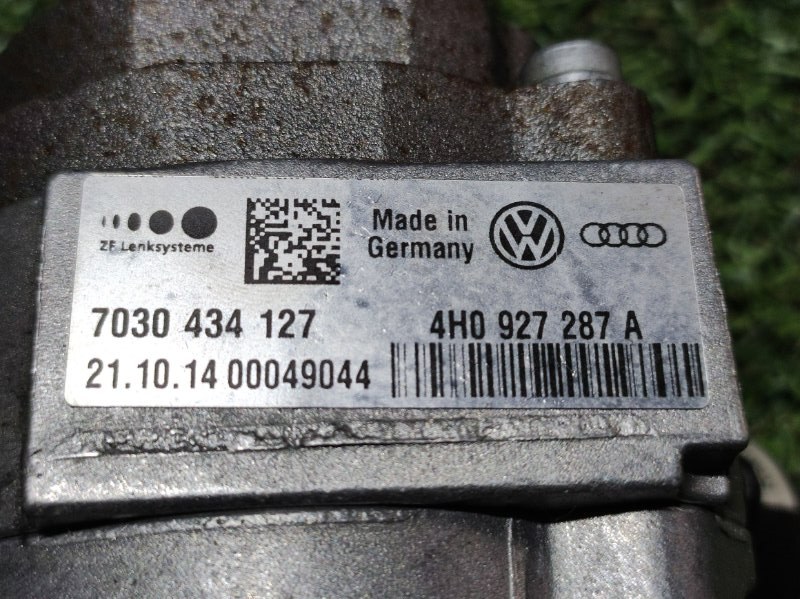 ZF Lenksysteme
Made in
Germany
7030 434 127
4H0 927 287 A
21.10.14 00049044